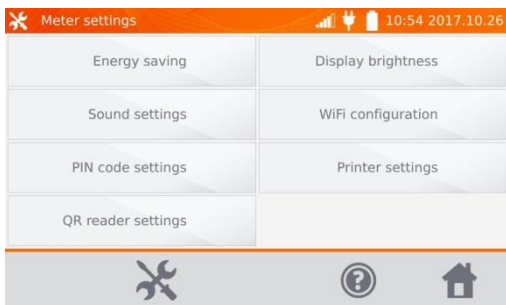 Meter settings
10:54 2017.10.26
Energy saving
Display brightness
Sound settings
WiFi configuration
PIN code settings
Printer settings
QR reader settings
?